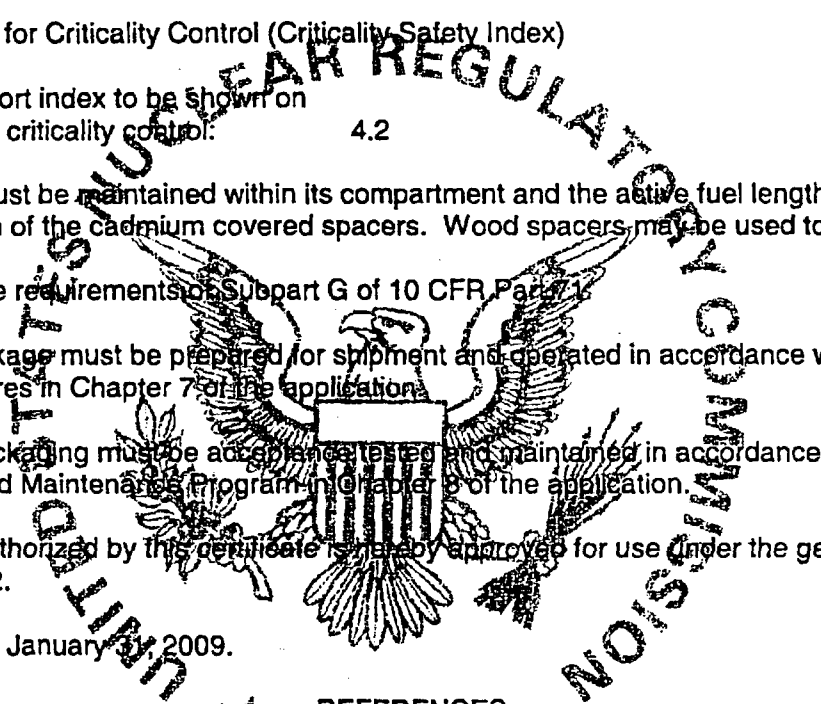 for Criticality Control (Criticality Safety Index)
ort index to be shown on
criticality control: 4.2
ust be maintained within its compartment and the active fuel length
of the cadmium covered spacers. Wood spacers may be used to
e requirements of Subpart G of 10 CFR Part 71.
kage must be prepared for shipment and operated in accordance w
res in Chapter 7 of the application.
ckaging must be acceptance tested and maintained in accordance
d Maintenance Program in Chapter 8 of the application.
thorized by this certificate is hereby approved for use under the ge
2.
January 31, 2009.
REFERENCES
UNITED STATES NUCLEAR REGULATORY COMMISSION